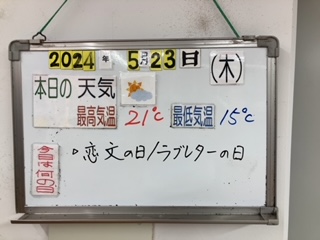 2024年 5月23日 (木)
本日の 天気
最高気温 21℃ 最低気温 15℃
今日は何の日
・恋文の日/ラブレターの日